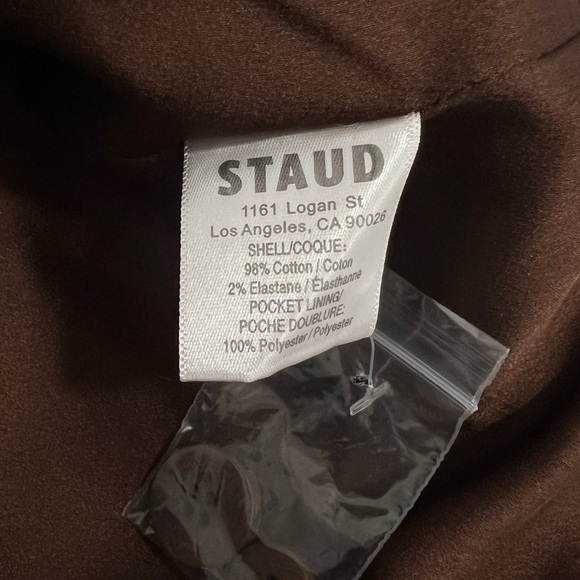 STAUD
1161 Logan St
Los Angeles, CA 90026
SHELL/COQUE:
98% Cotton / Coton
2% Elastane / Élasthanne
POCKET LINING/
POCHE DOUBLURE:
100% Polyester / Polyester